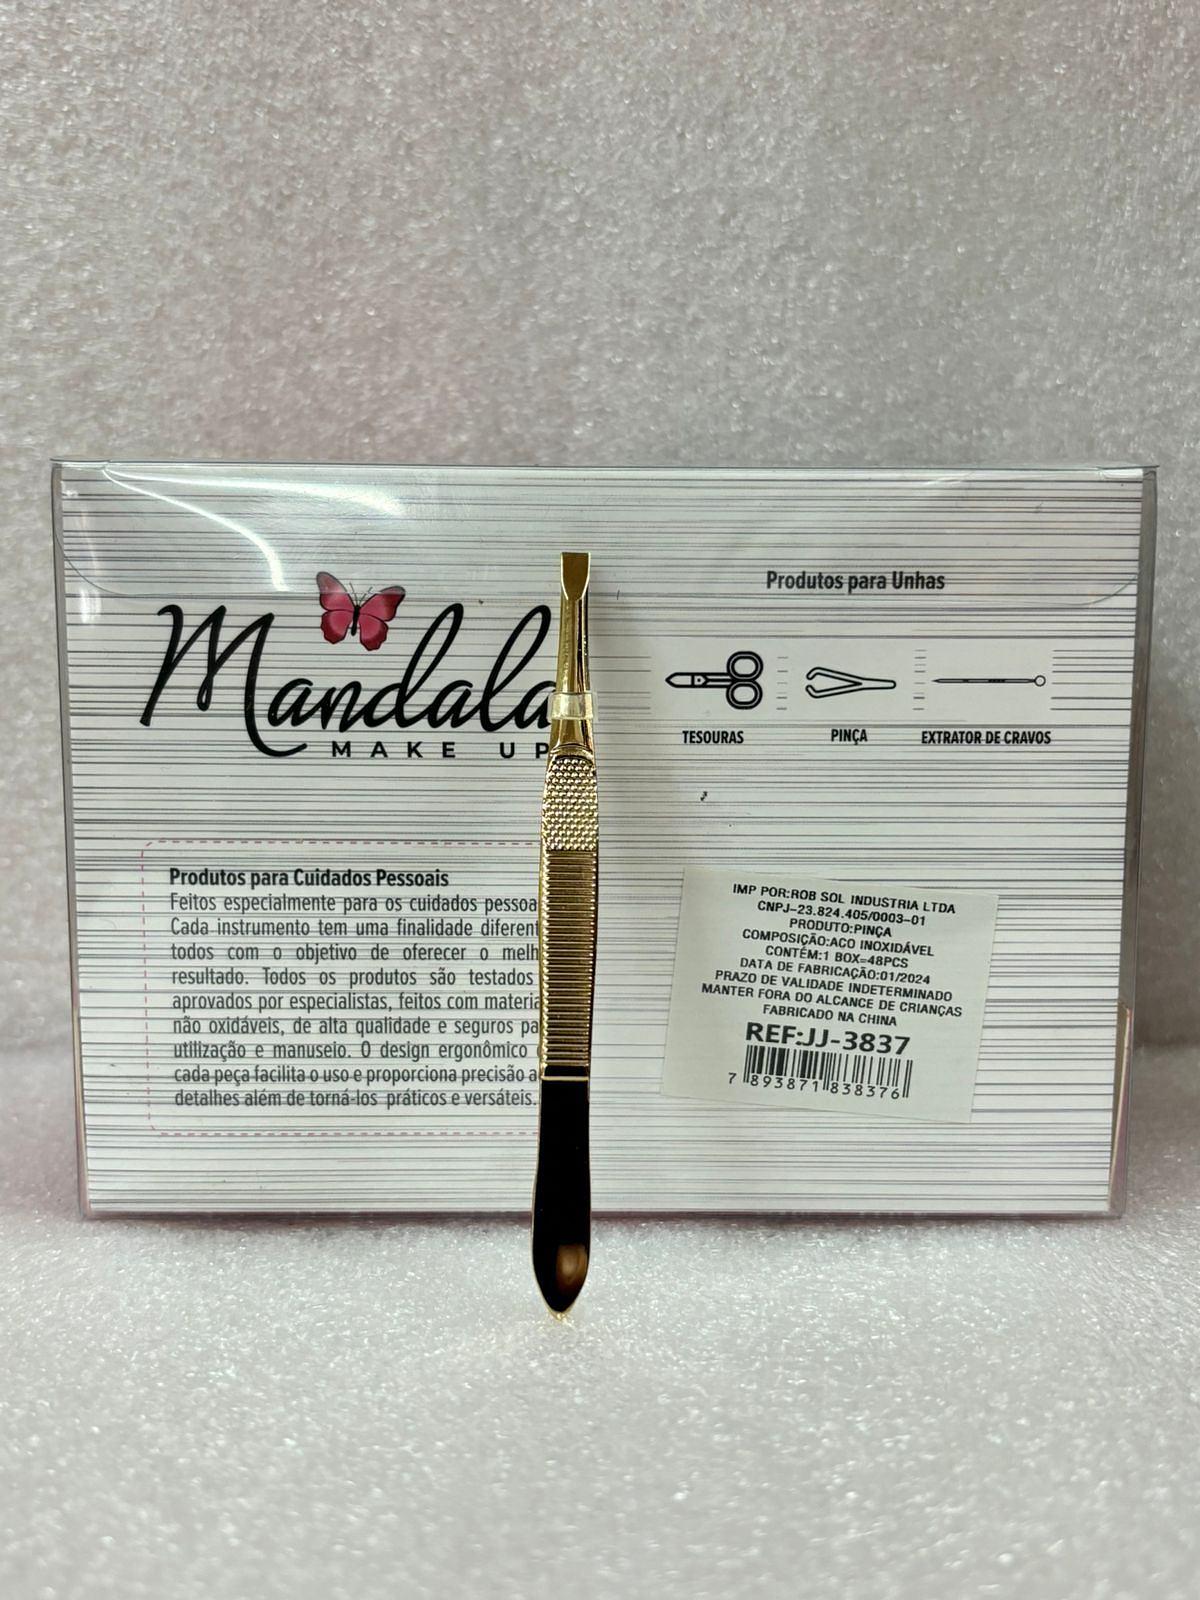 Mandala
MAKE UP
Produtos para Unhas
TESOURAS
PINÇA
EXTRATOR DE CRAVOS
Produtos para Cuidados Pessoais
Feitos especialmente para os cuidados pessoa
Cada instrumento tem uma finalidade diferent
todos com o objetivo de oferecer o melh
resultado. Todos os produtos são testados
aprovados por especialistas, feitos com materia
não oxidáveis, de alta qualidade e seguros pa
utilização e manuseio. O design ergonômico
cada peça facilita o uso e proporciona precisão a
detalhes além de torná-los práticos e versáteis.
IMP POR:ROB SOL INDUSTRIA LTDA
CNPJ-23.824.405/0003-01
PRODUTO:PINÇA
COMPOSIÇÃO:ACO INOXIDÁVEL
CONTÉM:1 BOX=48PCS
DATA DE FABRICAÇÃO:01/2024
PRAZO DE VALIDADE INDETERMINADO
MANTER FORA DO ALCANCE DE CRIANÇAS
FABRICADO NA CHINA
REF:JJ-3837
7 893871 838376